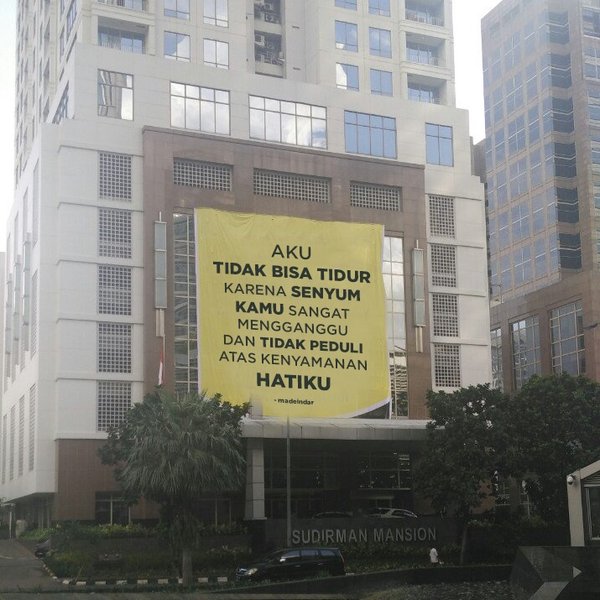 AKU
TIDAK BISA TIDUR
KARENA SENYUM
KAMU SANGAT
MENGGANGGU
DAN TIDAK PEDULI
ATAS KENYAMANAN
HATIKU
- madeindar
SUDIRMAN MANSION